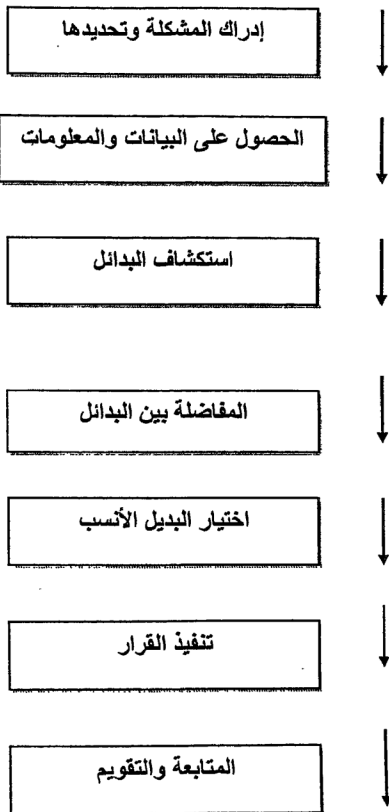 إدراك المشكلة وتحديدها
الحصول على البيانات والمعلومات
استكشاف البدائل
المفاضلة بين البدائل
اختيار البديل الأنسب
تنفيذ القرار
المتابعة والتقويم